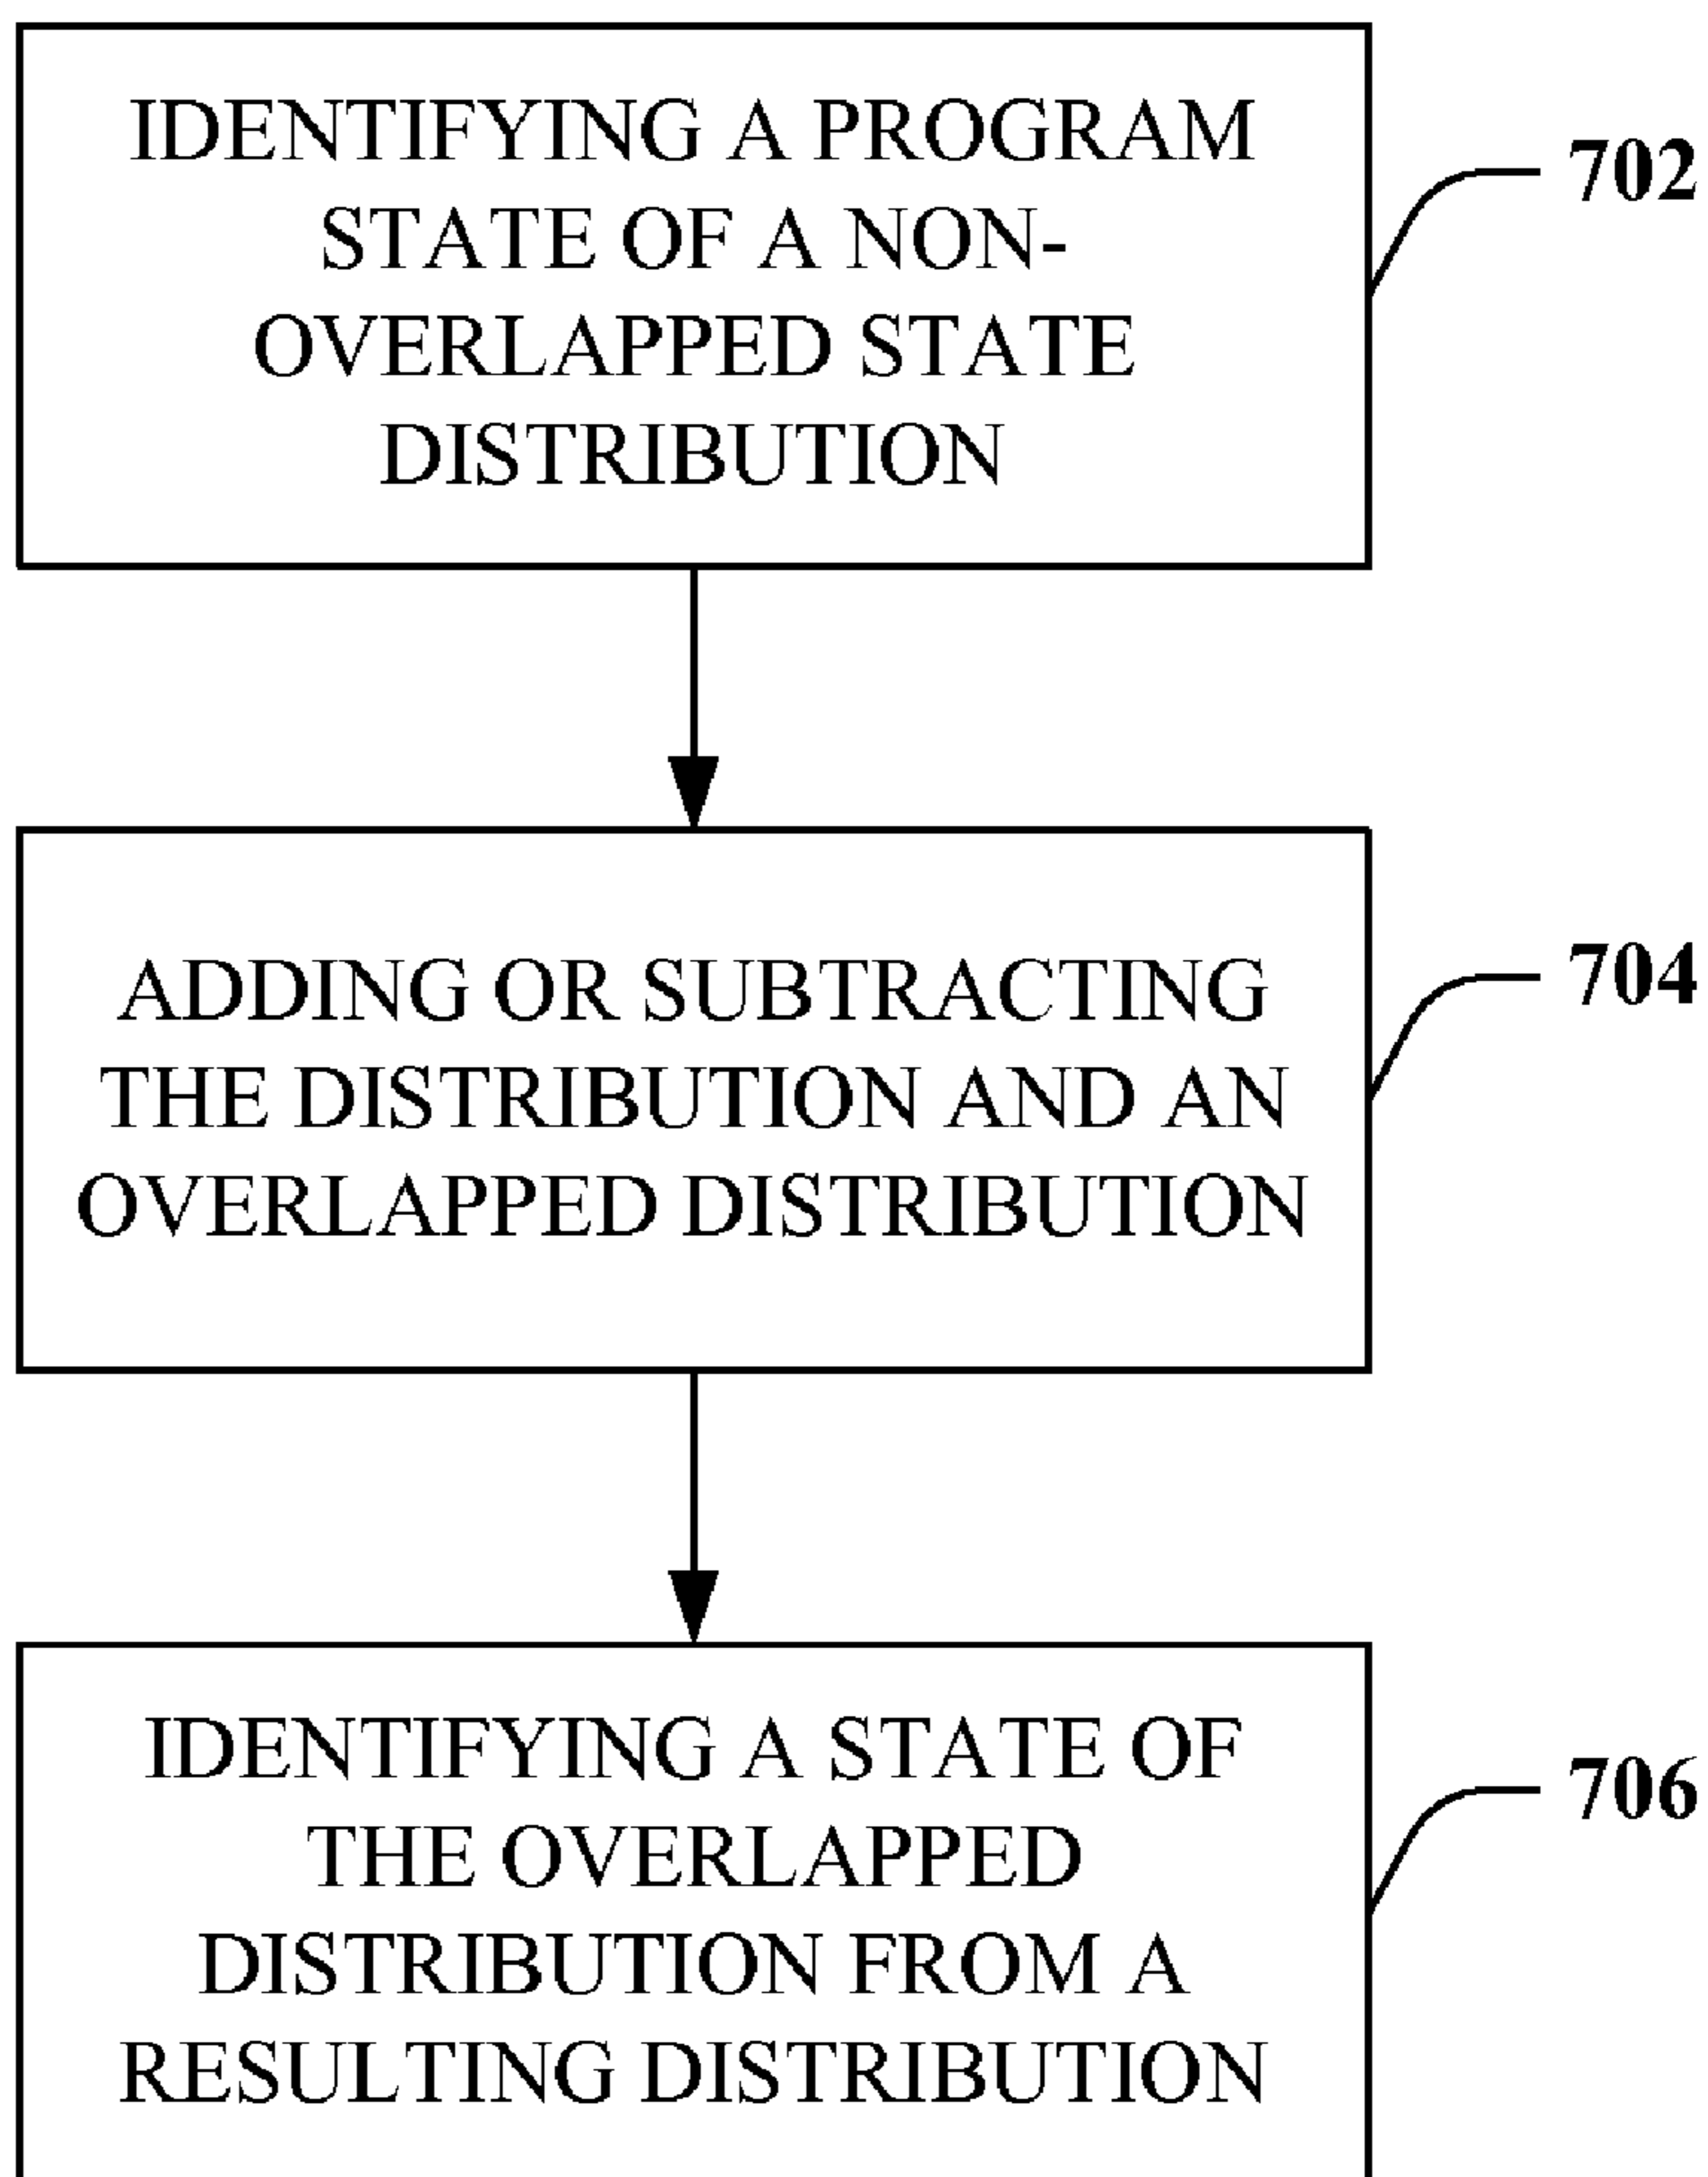 IDENTIFYING A PROGRAM
STATE OF A NON-
OVERLAPPED STATE
DISTRIBUTION
702
ADDING OR SUBTRACTING
THE DISTRIBUTION AND AN
OVERLAPPED DISTRIBUTION
704
IDENTIFYING A STATE OF
THE OVERLAPPED
DISTRIBUTION FROM A
RESULTING DISTRIBUTION
706